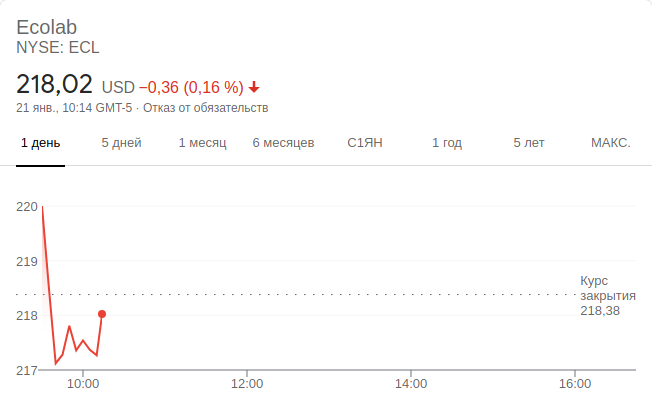 Ecolab
NYSE: ECL
218,02 USD −0,36 (0,16 %)
21 янв., 10:14 GMT-5 · Отказ от обязательств
1 день 5 дней 1 месяц 6 месяцев С1ЯН 1 год 5 лет МАКС.
220
219
Курс
закрытия
218,38
218
217
10:00 12:00 14:00 16:00